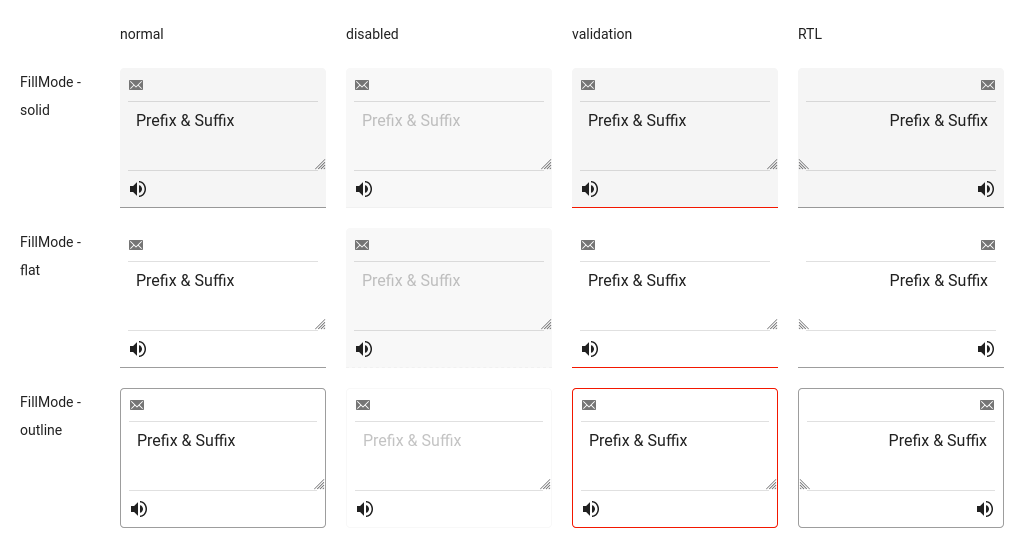 normal disabled validation RTL
FillMode -
solid
Prefix & Suffix Prefix & Suffix Prefix & Suffix Prefix & Suffix
FillMode -
flat
Prefix & Suffix Prefix & Suffix Prefix & Suffix Prefix & Suffix
FillMode -
outline
Prefix & Suffix Prefix & Suffix Prefix & Suffix Prefix & Suffix